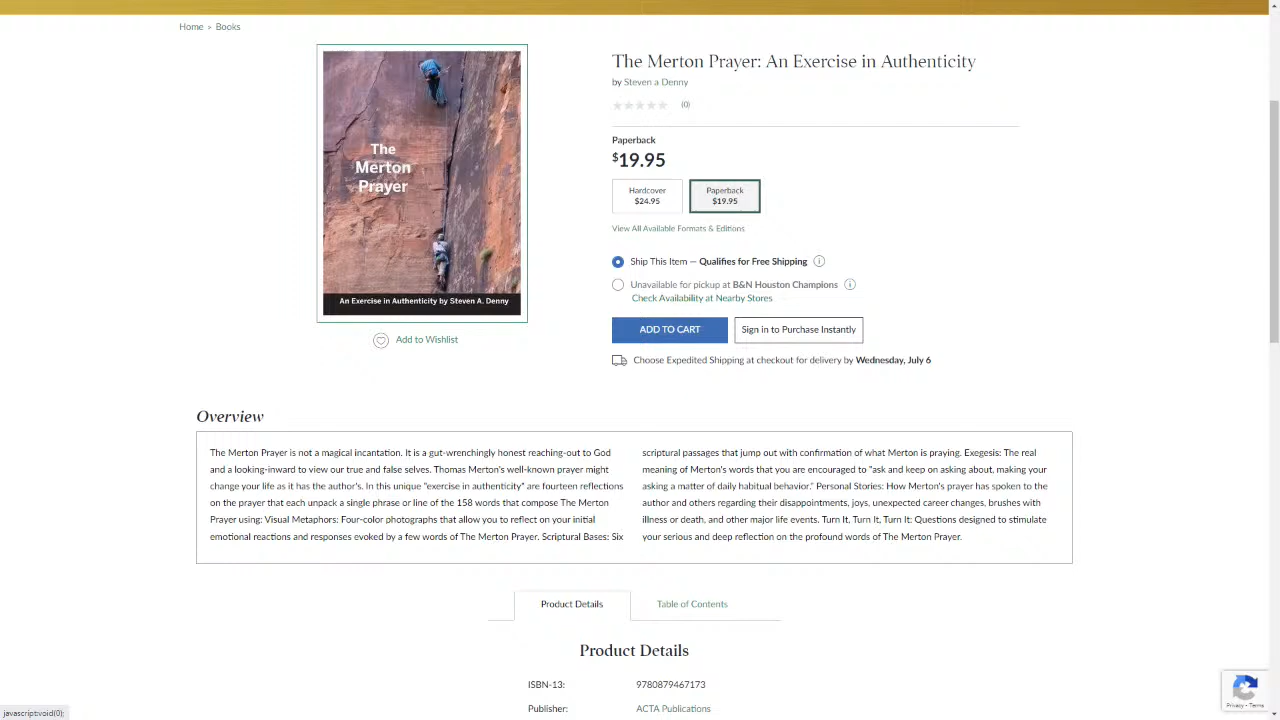 Home > Books
The
Merton
Prayer
An Exercise in Authenticity by Steven A. Denny
Add to Wishlist
The Merton Prayer: An Exercise in Authenticity
by Steven a Denny
(0)
Paperback
$19.95
Hardcover
$24.95
Paperback
$19.95
View All Available Formats & Editions
Ship This Item — Qualifies for Free Shipping
Unavailable for pickup at B&N Houston Champions
Check Availability at Nearby Stores
ADD TO CART
Sign in to Purchase Instantly
Choose Expedited Shipping at checkout for delivery by Wednesday, July 6
Overview
The Merton Prayer is not a magical incantation. It is a gut-wrenchingly honest reaching-out to God
and a looking-inward to view our true and false selves. Thomas Merton's well-known prayer might
change your life as it has the author's. In this unique "exercise in authenticity" are fourteen reflections
on the prayer that each unpack a single phrase or line of the 158 words that compose The Merton
Prayer using: Visual Metaphors: Four-color photographs that allow you to reflect on your initial
emotional reactions and responses evoked by a few words of The Merton Prayer. Scriptural Bases: Six
scriptural passages that jump out with confirmation of what Merton is praying. Exegesis: The real
meaning of Merton's words that you are encouraged to "ask and keep on asking about, making your
asking a matter of daily habitual behavior." Personal Stories: How Merton's prayer has spoken to the
author and others regarding their disappointments, joys, unexpected career changes, brushes with
illness or death, and other major life events. Turn It, Turn It, Turn It: Questions designed to stimulate
your serious and deep reflection on the profound words of The Merton Prayer.
Product Details
Table of Contents
Product Details
ISBN-13:
9780879467173
Publisher:
ACTA Publications
Privacy - Terms
javascript:void(0);